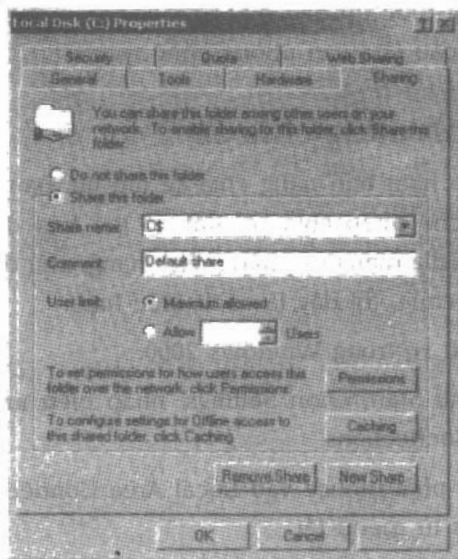 Local Disk (C:) Properties
Security Quota Web Sharing
General Tools Hardware Sharing
You can share this folder among other users on your
network. To enable sharing for this folder, click Share this
folder.
Do not share this folder
Share this folder
Share name: C$
Comment: Default share
User limit: Maximum allowed
Allow Users
To set permissions for how users access this
folder over the network, click Permissions.
Permissions
To configure settings for Offline access to
this shared folder, click Caching.
Caching
Remove Share New Share
OK Cancel